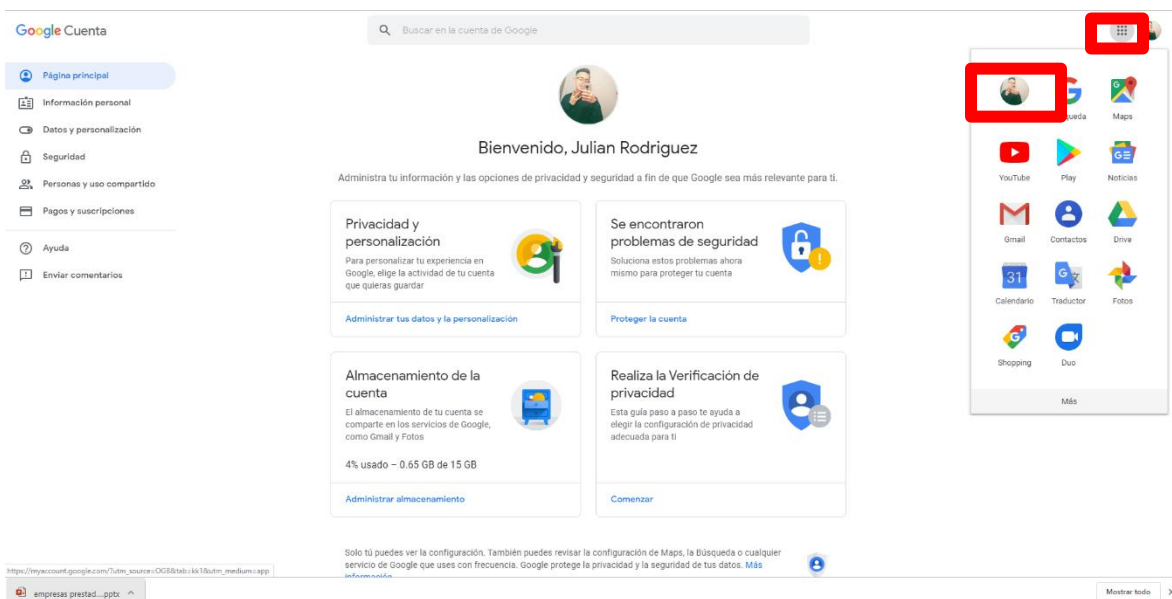 Google Cuenta
Buscar en la cuenta de Google
Página principal
Información personal
Datos y personalización
Seguridad
Personas y uso compartido
Pagos y suscripciones
Ayuda
Enviar comentarios
Bienvenido, Julian Rodriguez
Administra tu información y las opciones de privacidad y seguridad a fin de que Google sea más relevante para ti.
Privacidad y
personalización
Para personalizar tu experiencia en
Google, elige la actividad de tu cuenta
que quieras guardar
Administrar tus datos y la personalización
Se encontraron
problemas de seguridad
Soluciona estos problemas ahora
mismo para proteger tu cuenta
Proteger la cuenta
Almacenamiento de la
cuenta
El almacenamiento de tu cuenta se
comparte en los servicios de Google,
como Gmail y Fotos
4% usado – 0.65 GB de 15 GB
Administrar almacenamiento
Realiza la Verificación de
privacidad
Esta guía paso a paso te ayuda a
elegir la configuración de privacidad
adecuada para ti
Comenzar
Solo tú puedes ver la configuración. También puedes revisar la configuración de Maps, la Búsqueda o cualquier
servicio de Google que uses con frecuencia. Google protege la privacidad y la seguridad de tus datos. Más
información
Maps
YouTube
Play
Noticias
Gmail
Contactos
Drive
31
Calendario
Traductor
Fotos
Shopping
Duo
Más
empresas prestad....pptx
Mostrar todo